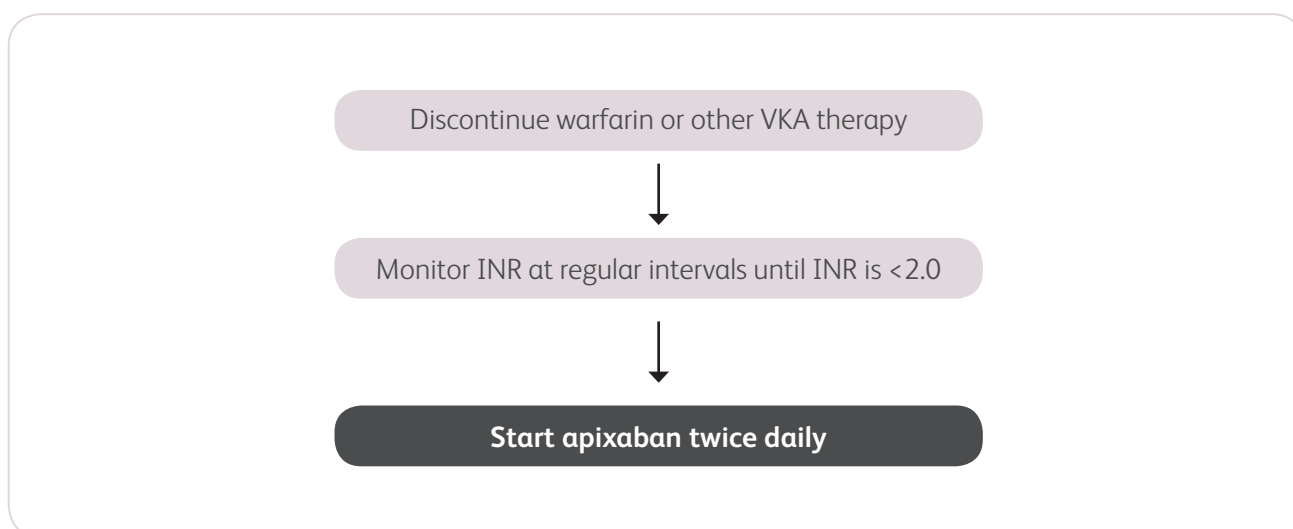 Discontinue warfarin or other VKA therapy
Monitor INR at regular intervals until INR is <2.0
Start apixaban twice daily